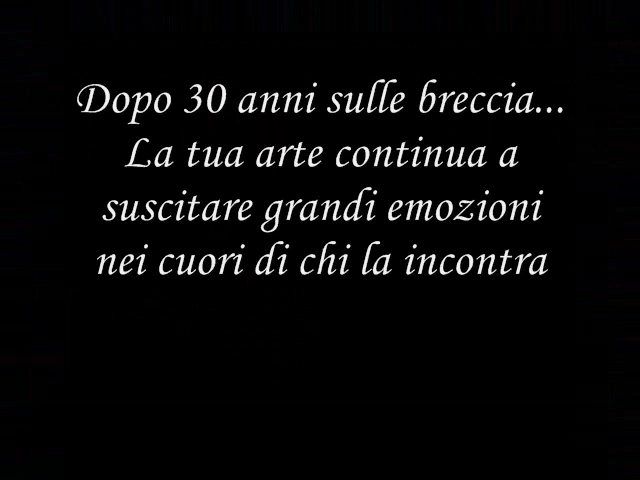 Dopo 30 anni sulle breccia...
La tua arte continua a
suscitare grandi emozioni
nei cuori di chi la incontra